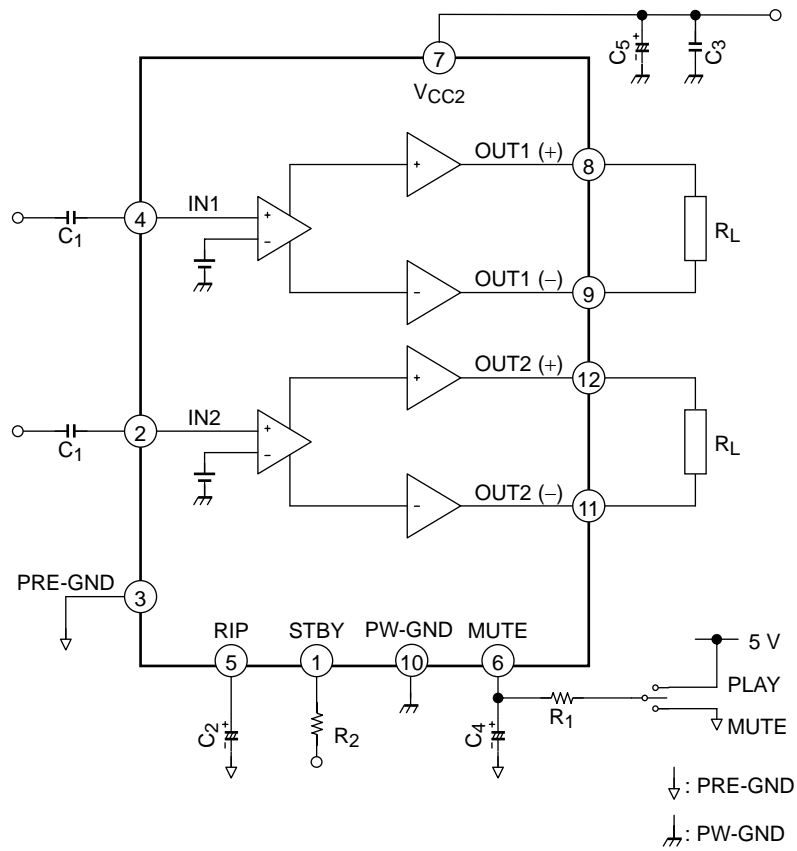 C5
+
-
C3
7
VCC2
OUT1 (+)
8
+
IN1
4
C1
+
-
RL
OUT1 (−)
9
-
OUT2 (+)
12
+
IN2
2
C1
+
-
RL
OUT2 (−)
11
-
PRE-GND
3
RIP
STBY
PW-GND
MUTE
5
1
10
6
5 V
PLAY
R1
MUTE
C2
+
-
R2
C4
+
-
: PRE-GND
: PW-GND